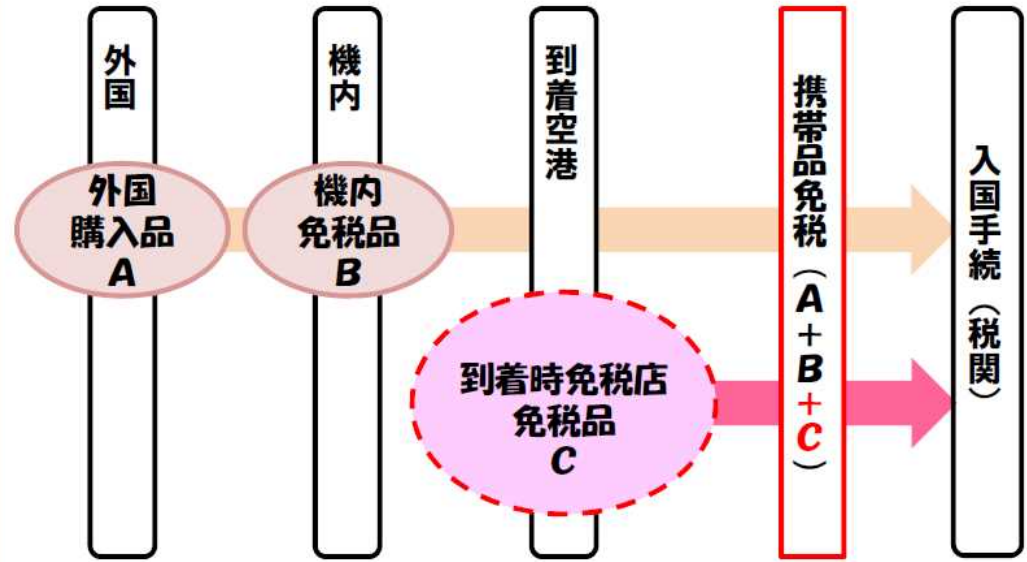 外国
機内
到着空港
外国
購入品
A
機内
免税品
B
到着時免税店
免税品
C
携帯品免税(A+B+C)
入国手続(税関)